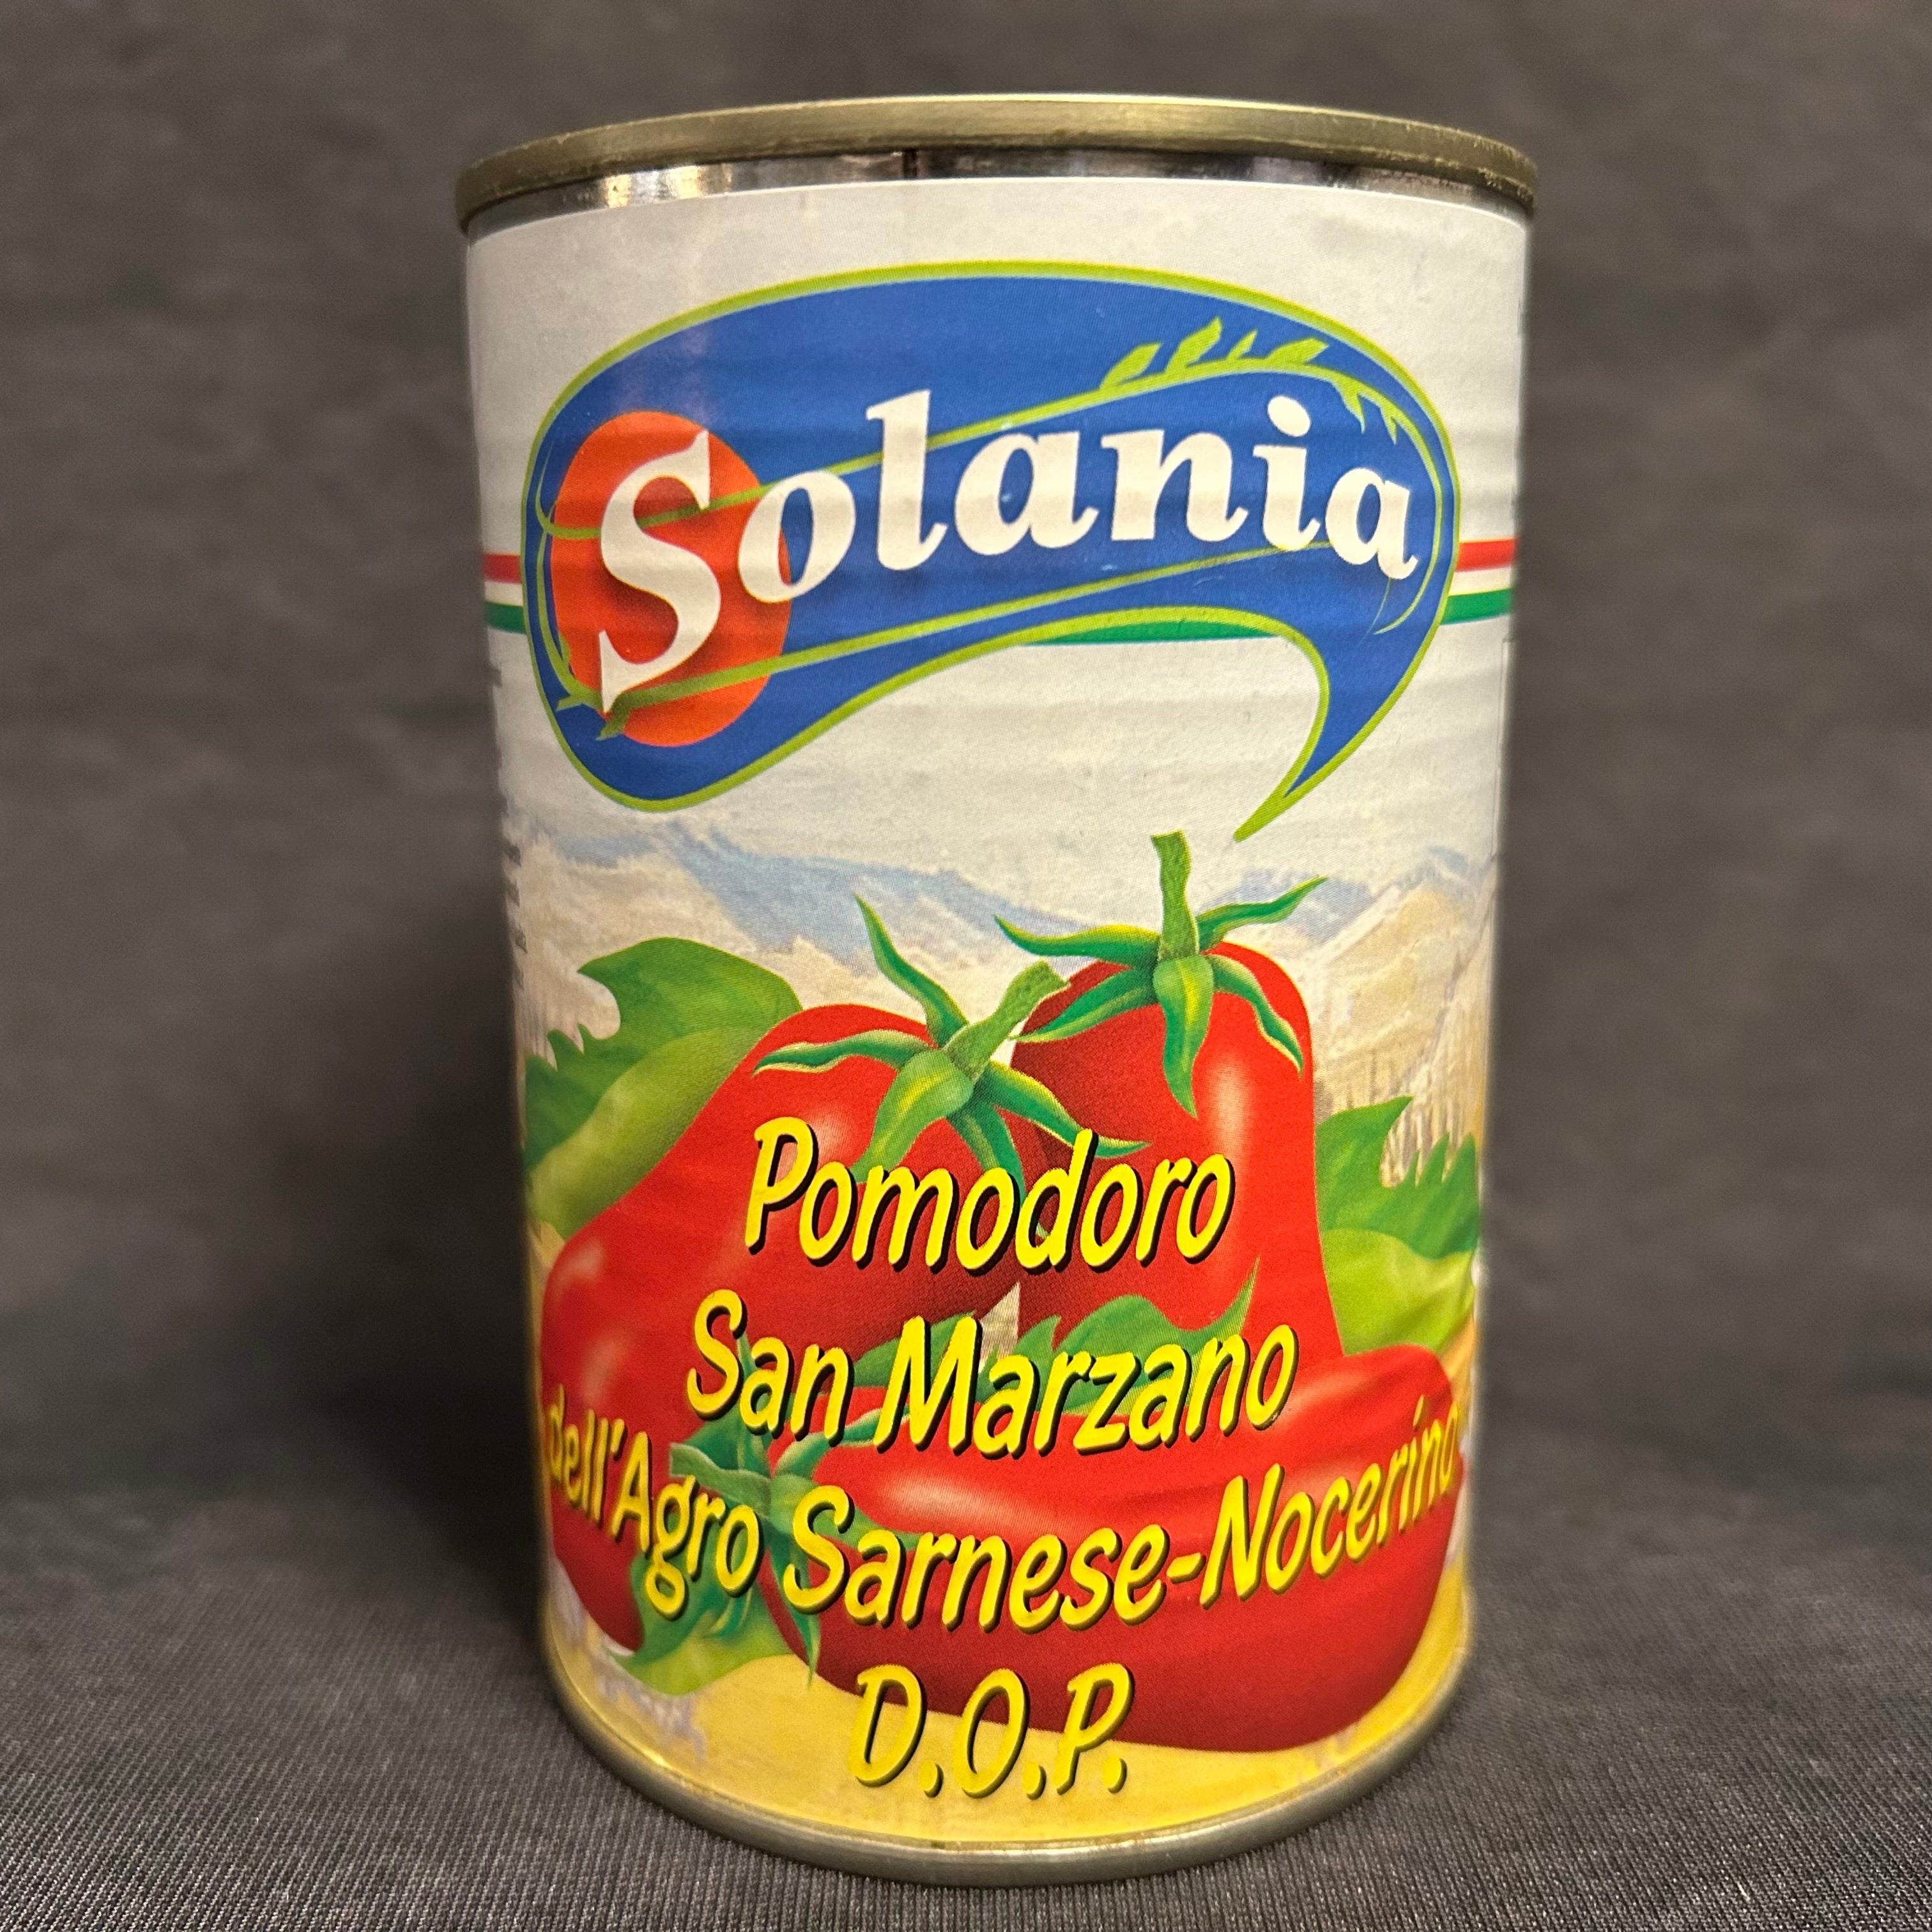 Solania
Pomodoro
San Marzano
dell'Agro Sarnese-Nocerino
D.O.P.